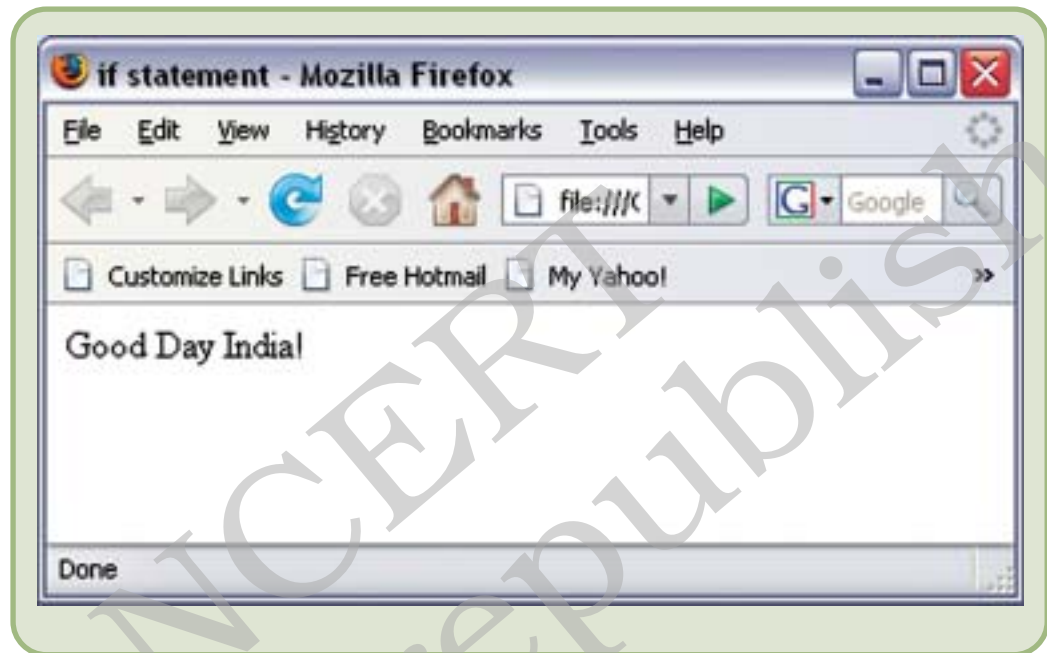 if statement - Mozilla Firefox
File Edit View History Bookmarks Tools Help
file:///C G Google
Customize Links Free Hotmail My Yahoo! »
Good Day India!
Done
NCERT
republish